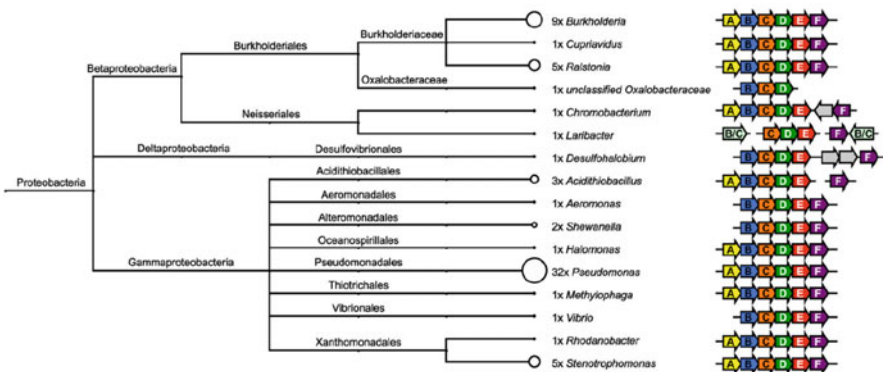 9x Burkholderia A B C D E F
Burkholderiaceae
1x Cupriavidus A B C D E F
Burkholderiales
5x Ralstonia A B C D E F
Betaproteobacteria
Oxalobacteraceae
1x unclassified Oxalobacteraceae B C D
1x Chromobacterium A B C D E F
Neisseriales
1x Laribacter B/C C D E F B/C
Deltaproteobacteria Desulfovibrionales 1x Desulfohalobium B C D E F
Acidithiobacillales
3x Acidithiobacillus A B C D E F
Proteobacteria
Aeromonadales 1x Aeromonas B C D E F
Alteromonadales 2x Shewanella B C D E F
Oceanospirillales 1x Halomonas A B C D E F
Gammaproteobacteria Pseudomonadales 32x Pseudomonas A B C D E F
Thiotrichales 1x Methylophaga A B C D E F
Vibrionales 1x Vibrio B C D E F
1x Rhodanobacter A B C D E F
Xanthomonadales
5x Stenotrophomonas A B C D E F